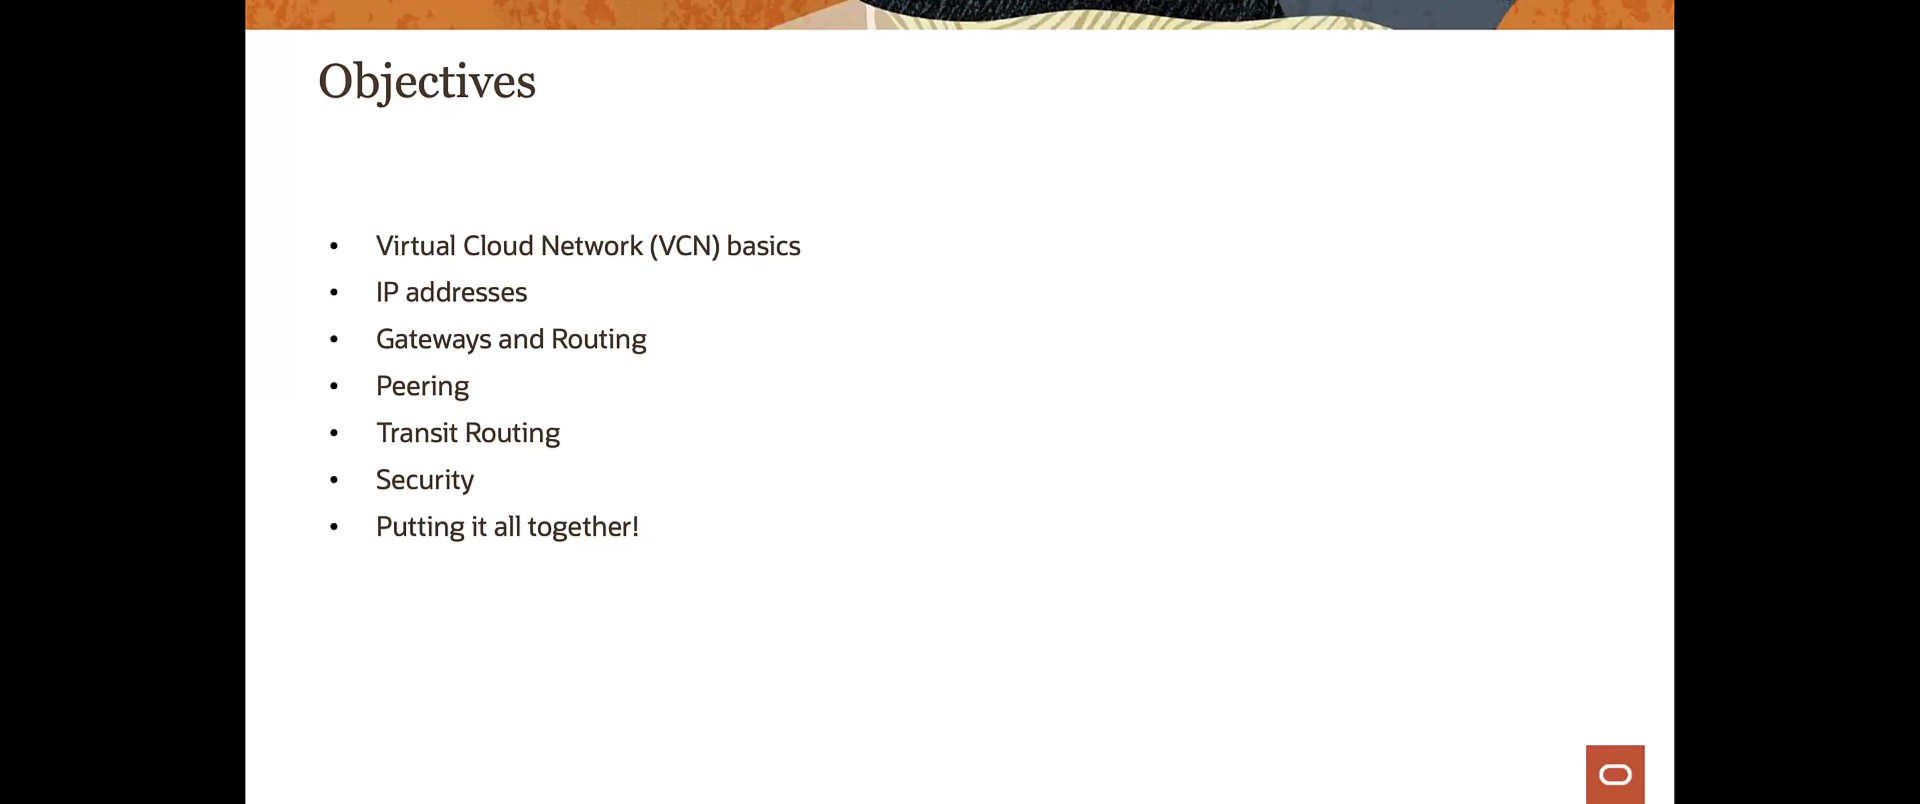 Objectives
• Virtual Cloud Network (VCN) basics
• IP addresses
• Gateways and Routing
• Peering
• Transit Routing
• Security
• Putting it all together!